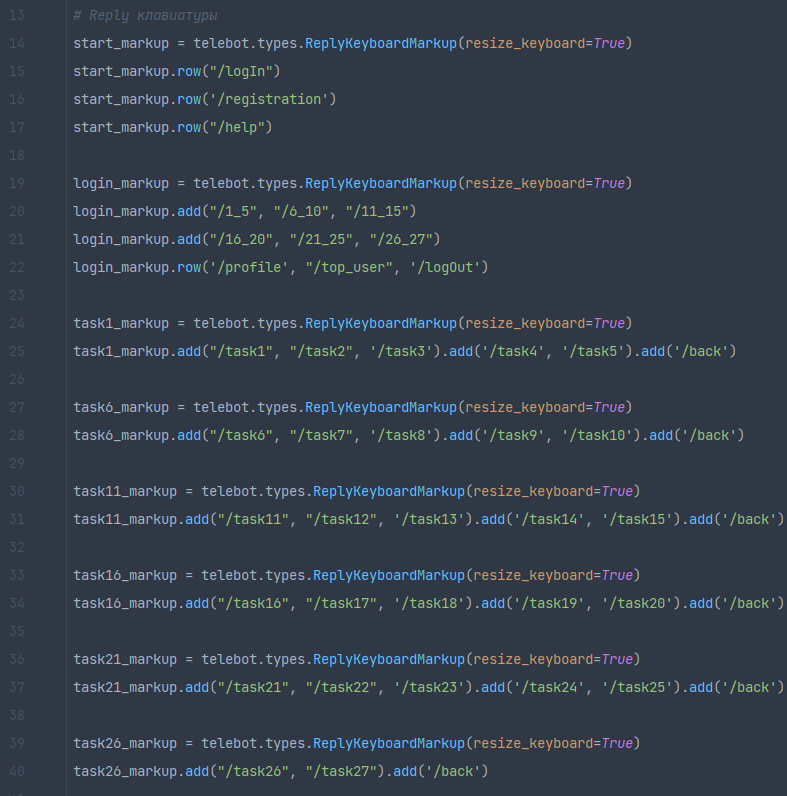 13 # Reply клавиатуры
14 start_markup = telebot.types.ReplyKeyboardMarkup(resize_keyboard=True)
15 start_markup.row("/logIn")
16 start_markup.row('/registration')
17 start_markup.row("/help")
18
19 login_markup = telebot.types.ReplyKeyboardMarkup(resize_keyboard=True)
20 login_markup.add("/1_5", "/6_10", "/11_15")
21 login_markup.add("/16_20", "/21_25", "/26_27")
22 login_markup.row('/profile', "/top_user", '/logOut')
23
24 task1_markup = telebot.types.ReplyKeyboardMarkup(resize_keyboard=True)
25 task1_markup.add("/task1", "/task2", '/task3').add('/task4', '/task5').add('/back')
26
27 task6_markup = telebot.types.ReplyKeyboardMarkup(resize_keyboard=True)
28 task6_markup.add("/task6", "/task7", '/task8').add('/task9', '/task10').add('/back')
29
30 task11_markup = telebot.types.ReplyKeyboardMarkup(resize_keyboard=True)
31 task11_markup.add("/task11", "/task12", '/task13').add('/task14', '/task15').add('/back')
32
33 task16_markup = telebot.types.ReplyKeyboardMarkup(resize_keyboard=True)
34 task16_markup.add("/task16", "/task17", '/task18').add('/task19', '/task20').add('/back')
35
36 task21_markup = telebot.types.ReplyKeyboardMarkup(resize_keyboard=True)
37 task21_markup.add("/task21", "/task22", '/task23').add('/task24', '/task25').add('/back')
38
39 task26_markup = telebot.types.ReplyKeyboardMarkup(resize_keyboard=True)
40 task26_markup.add("/task26", "/task27").add('/back')